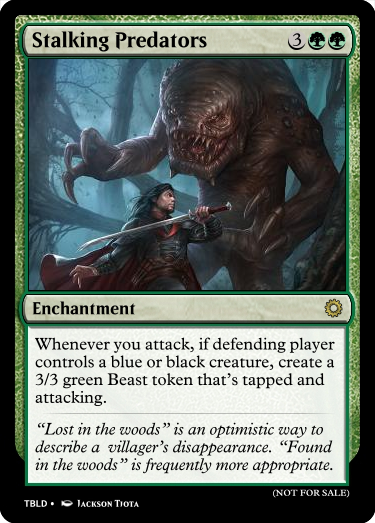 Stalking Predators 3
Enchantment
Whenever you attack, if defending player
controls a blue or black creature, create a
3/3 green Beast token that's tapped and
attacking.
“Lost in the woods” is an optimistic way to
describe a villager's disappearance. “Found
in the woods” is frequently more appropriate.
(NOT FOR SALE)
TBLD • Jackson Tiota